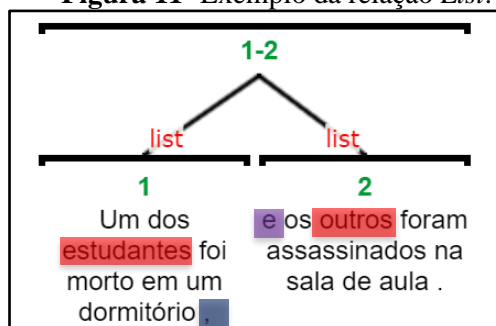 Figura 11- Exemplo da relação List.
1-2
list list
1 2
Um dos
estudantes foi
morto em um
dormitório ,
e os outros foram
assassinados na
sala de aula .